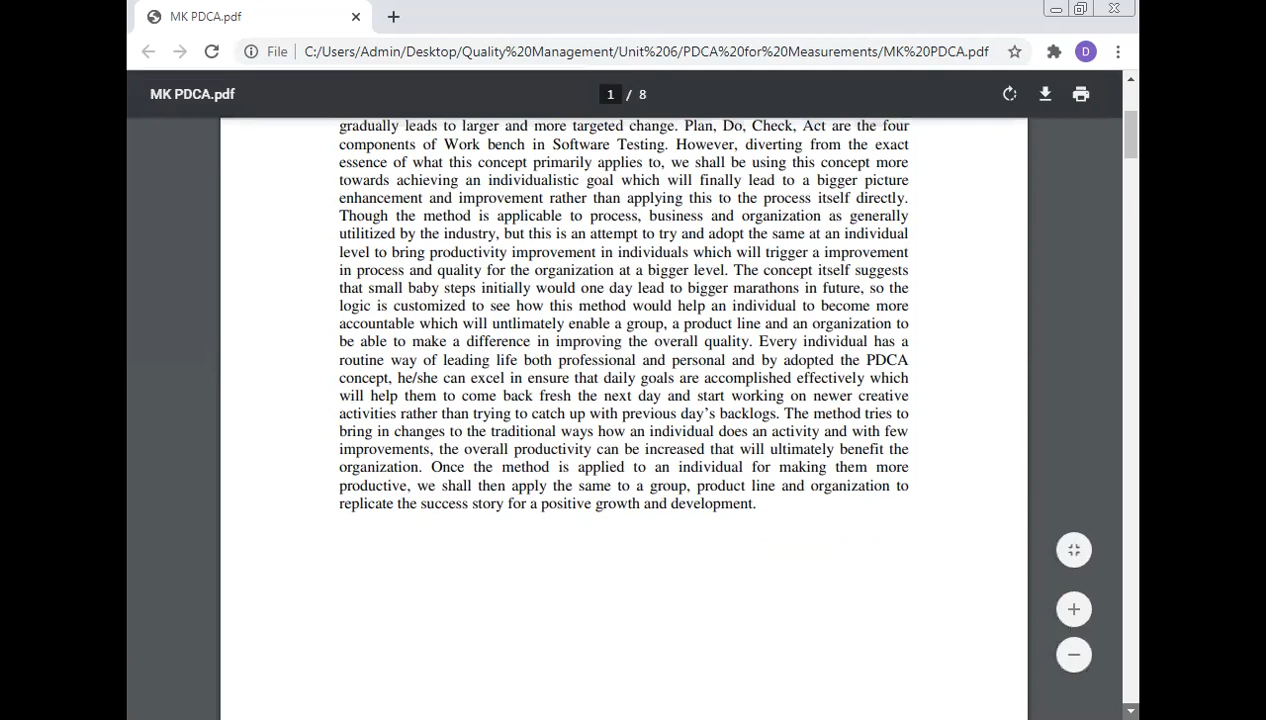 MK PDCA.pdf
File
C:/Users/Admin/Desktop/Quality%20Management/Unit%206/PDCA%20for%20Measurements/MK%20PDCA.pdf
D
MK PDCA.pdf
1 / 8
gradually leads to larger and more targeted change. Plan, Do, Check, Act are the four
components of Work bench in Software Testing. However, diverting from the exact
essence of what this concept primarily applies to, we shall be using this concept more
towards achieving an individualistic goal which will finally lead to a bigger picture
enhancement and improvement rather than applying this to the process itself directly.
Though the method is applicable to process, business and organization as generally
utilitized by the industry, but this is an attempt to try and adopt the same at an individual
level to bring productivity improvement in individuals which will trigger a improvement
in process and quality for the organization at a bigger level. The concept itself suggests
that small baby steps initially would one day lead to bigger marathons in future, so the
logic is customized to see how this method would help an individual to become more
accountable which will untlimately enable a group, a product line and an organization to
be able to make a difference in improving the overall quality. Every individual has a
routine way of leading life both professional and personal and by adopted the PDCA
concept, he/she can excel in ensure that daily goals are accomplished effectively which
will help them to come back fresh the next day and start working on newer creative
activities rather than trying to catch up with previous day's backlogs. The method tries to
bring in changes to the traditional ways how an individual does an activity and with few
improvements, the overall productivity can be increased that will ultimately benefit the
organization. Once the method is applied to an individual for making them more
productive, we shall then apply the same to a group, product line and organization to
replicate the success story for a positive growth and development.